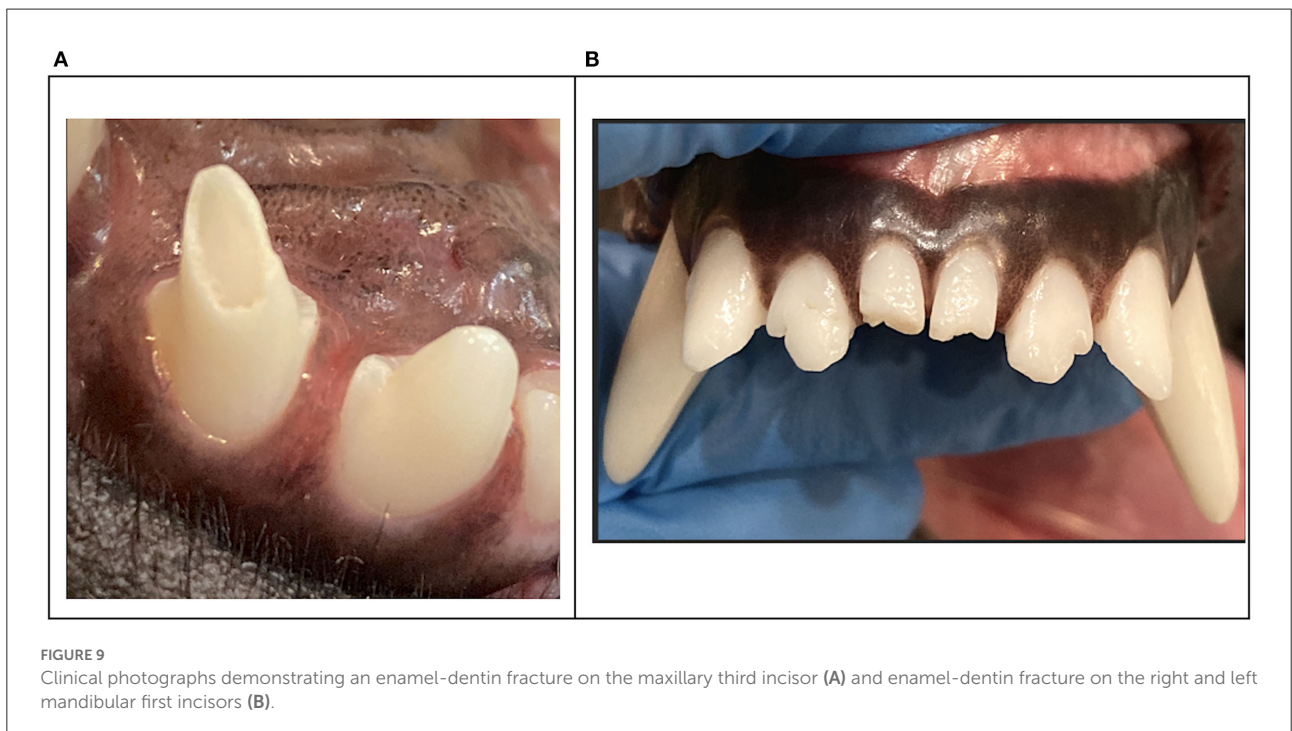 A
B
FIGURE 9
Clinical photographs demonstrating an enamel-dentin fracture on the maxillary third incisor (A) and enamel-dentin fracture on the right and left
mandibular first incisors (B).